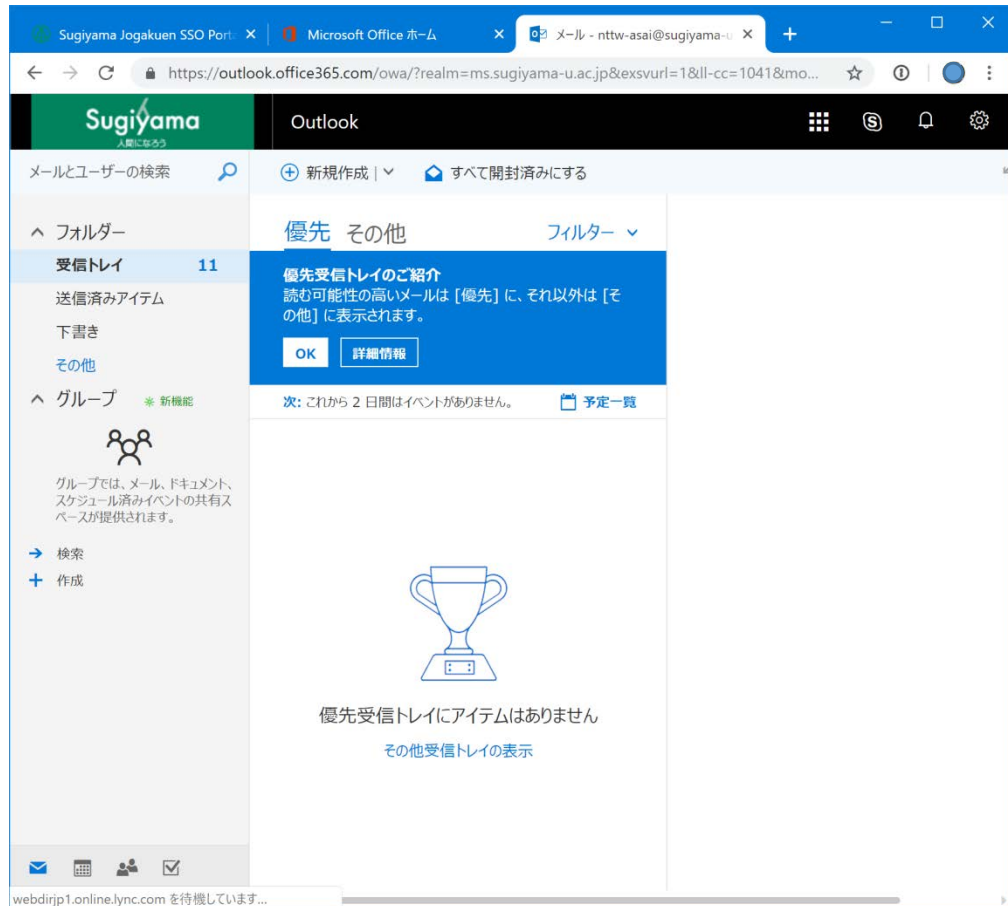 Sugiyama Jogakuen SSO Port
Microsoft Office ホーム
メール - nttw-asai@sugiyama-u
https://outlook.office365.com/owa/?realm=ms.sugiyama-u.ac.jp&exsvurl=1&ll-cc=1041&mo...
Sugiyama
人間になろう
Outlook
メールとユーザーの検索
新規作成
すべて開封済みにする
フォルダー
受信トレイ 11
送信済みアイテム
下書き
その他
グループ 新機能
グループでは、メール、ドキュメント、
スケジュール済みイベントの共有ス
ペースが提供されます。
検索
作成
優先 その他 フィルター
優先受信トレイのご紹介
読む可能性の高いメールは [優先] に、それ以外は [そ
の他] に表示されます。
OK 詳細情報
次: これから 2 日間はイベントがありません。 予定一覧
優先受信トレイにアイテムはありません
その他受信トレイの表示
webdirjp1.online.lync.com を待機しています...